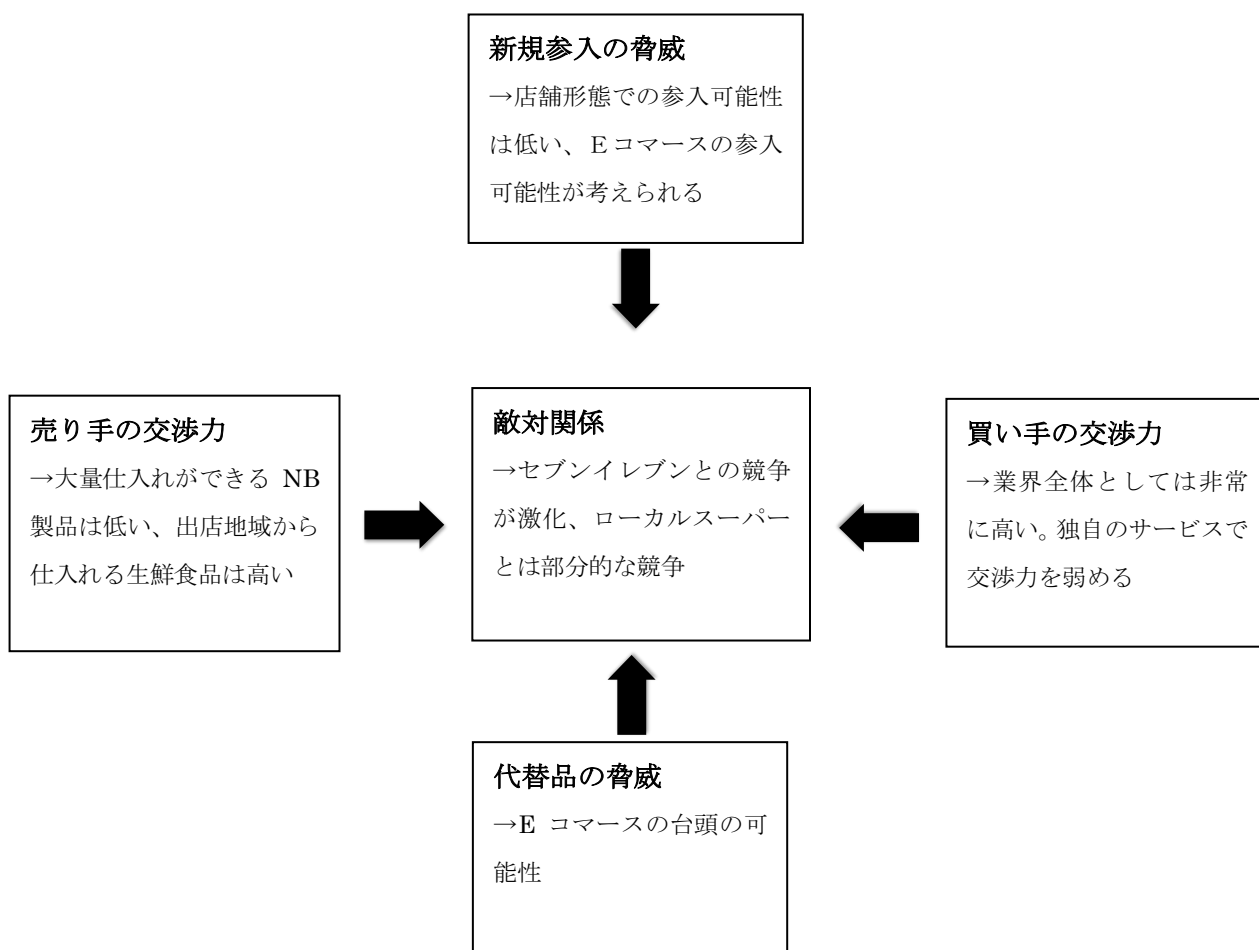 新規参入の脅威
→店舗形態での参入可能性
は低い、Ｅコマースの参入
可能性が考えられる
売り手の交渉力
→大量仕入れができる NB
製品は低い、出店地域から
仕入れる生鮮食品は高い
敵対関係
→セブンイレブンとの競争
が激化、ローカルスーパー
とは部分的な競争
買い手の交渉力
→業界全体としては非常
に高い。独自のサービスで
交渉力を弱める
代替品の脅威
→E コマースの台頭の可
能性